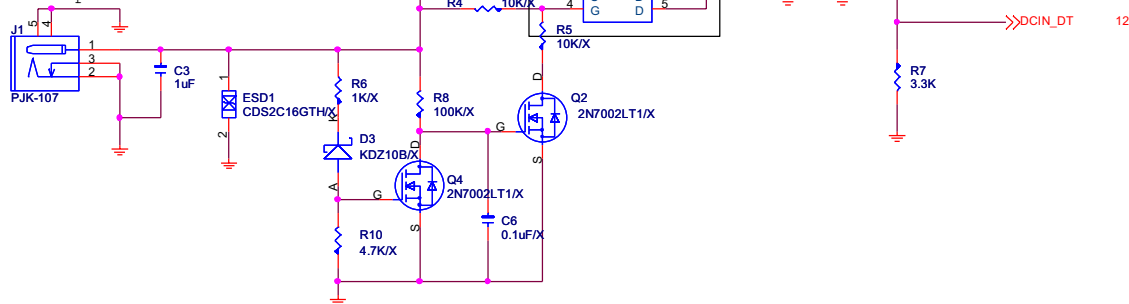 R4
10K/X
4
G
D
5
J1
5
4
1
3
2
PJK-107
C3
1uF
1
2
ESD1
CDS2C16GTH/X
R6
1K/X
K
D3
KDZ10B/X
A
G
R10
4.7K/X
R8
100K/X
D
Q4
2N7002LT1/X
S
C6
0.1uF/X
R5
10K/X
D
G
Q2
2N7002LT1/X
S
DCIN_DT
12
R7
3.3K